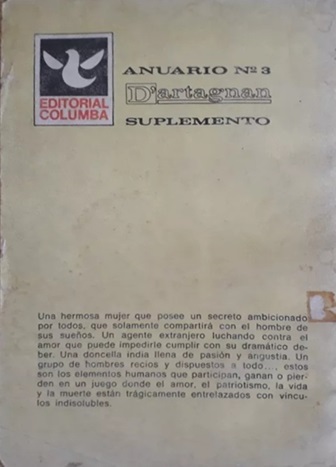 ANUARIO Nº 3
D'artagnan
SUPLEMENTO
EDITORIAL
COLUMBA
Una hermosa mujer que posee un secreto ambicionado
por todos, que solamente compartirá con el hombre de
sus sueños. Un agente extranjero luchando contra el
amor que puede impedirle cumplir con su dramático de-
ber. Una doncella india llena de pasión y angustia. Un
grupo de hombres recios y dispuestos a todo..., estos
son los elementos humanos que participan, ganan o pier-
den en un juego donde el amor, el patriotismo, la vida
y la muerte están trágicamente entrelazados con víncu-
los indisolubles.
B